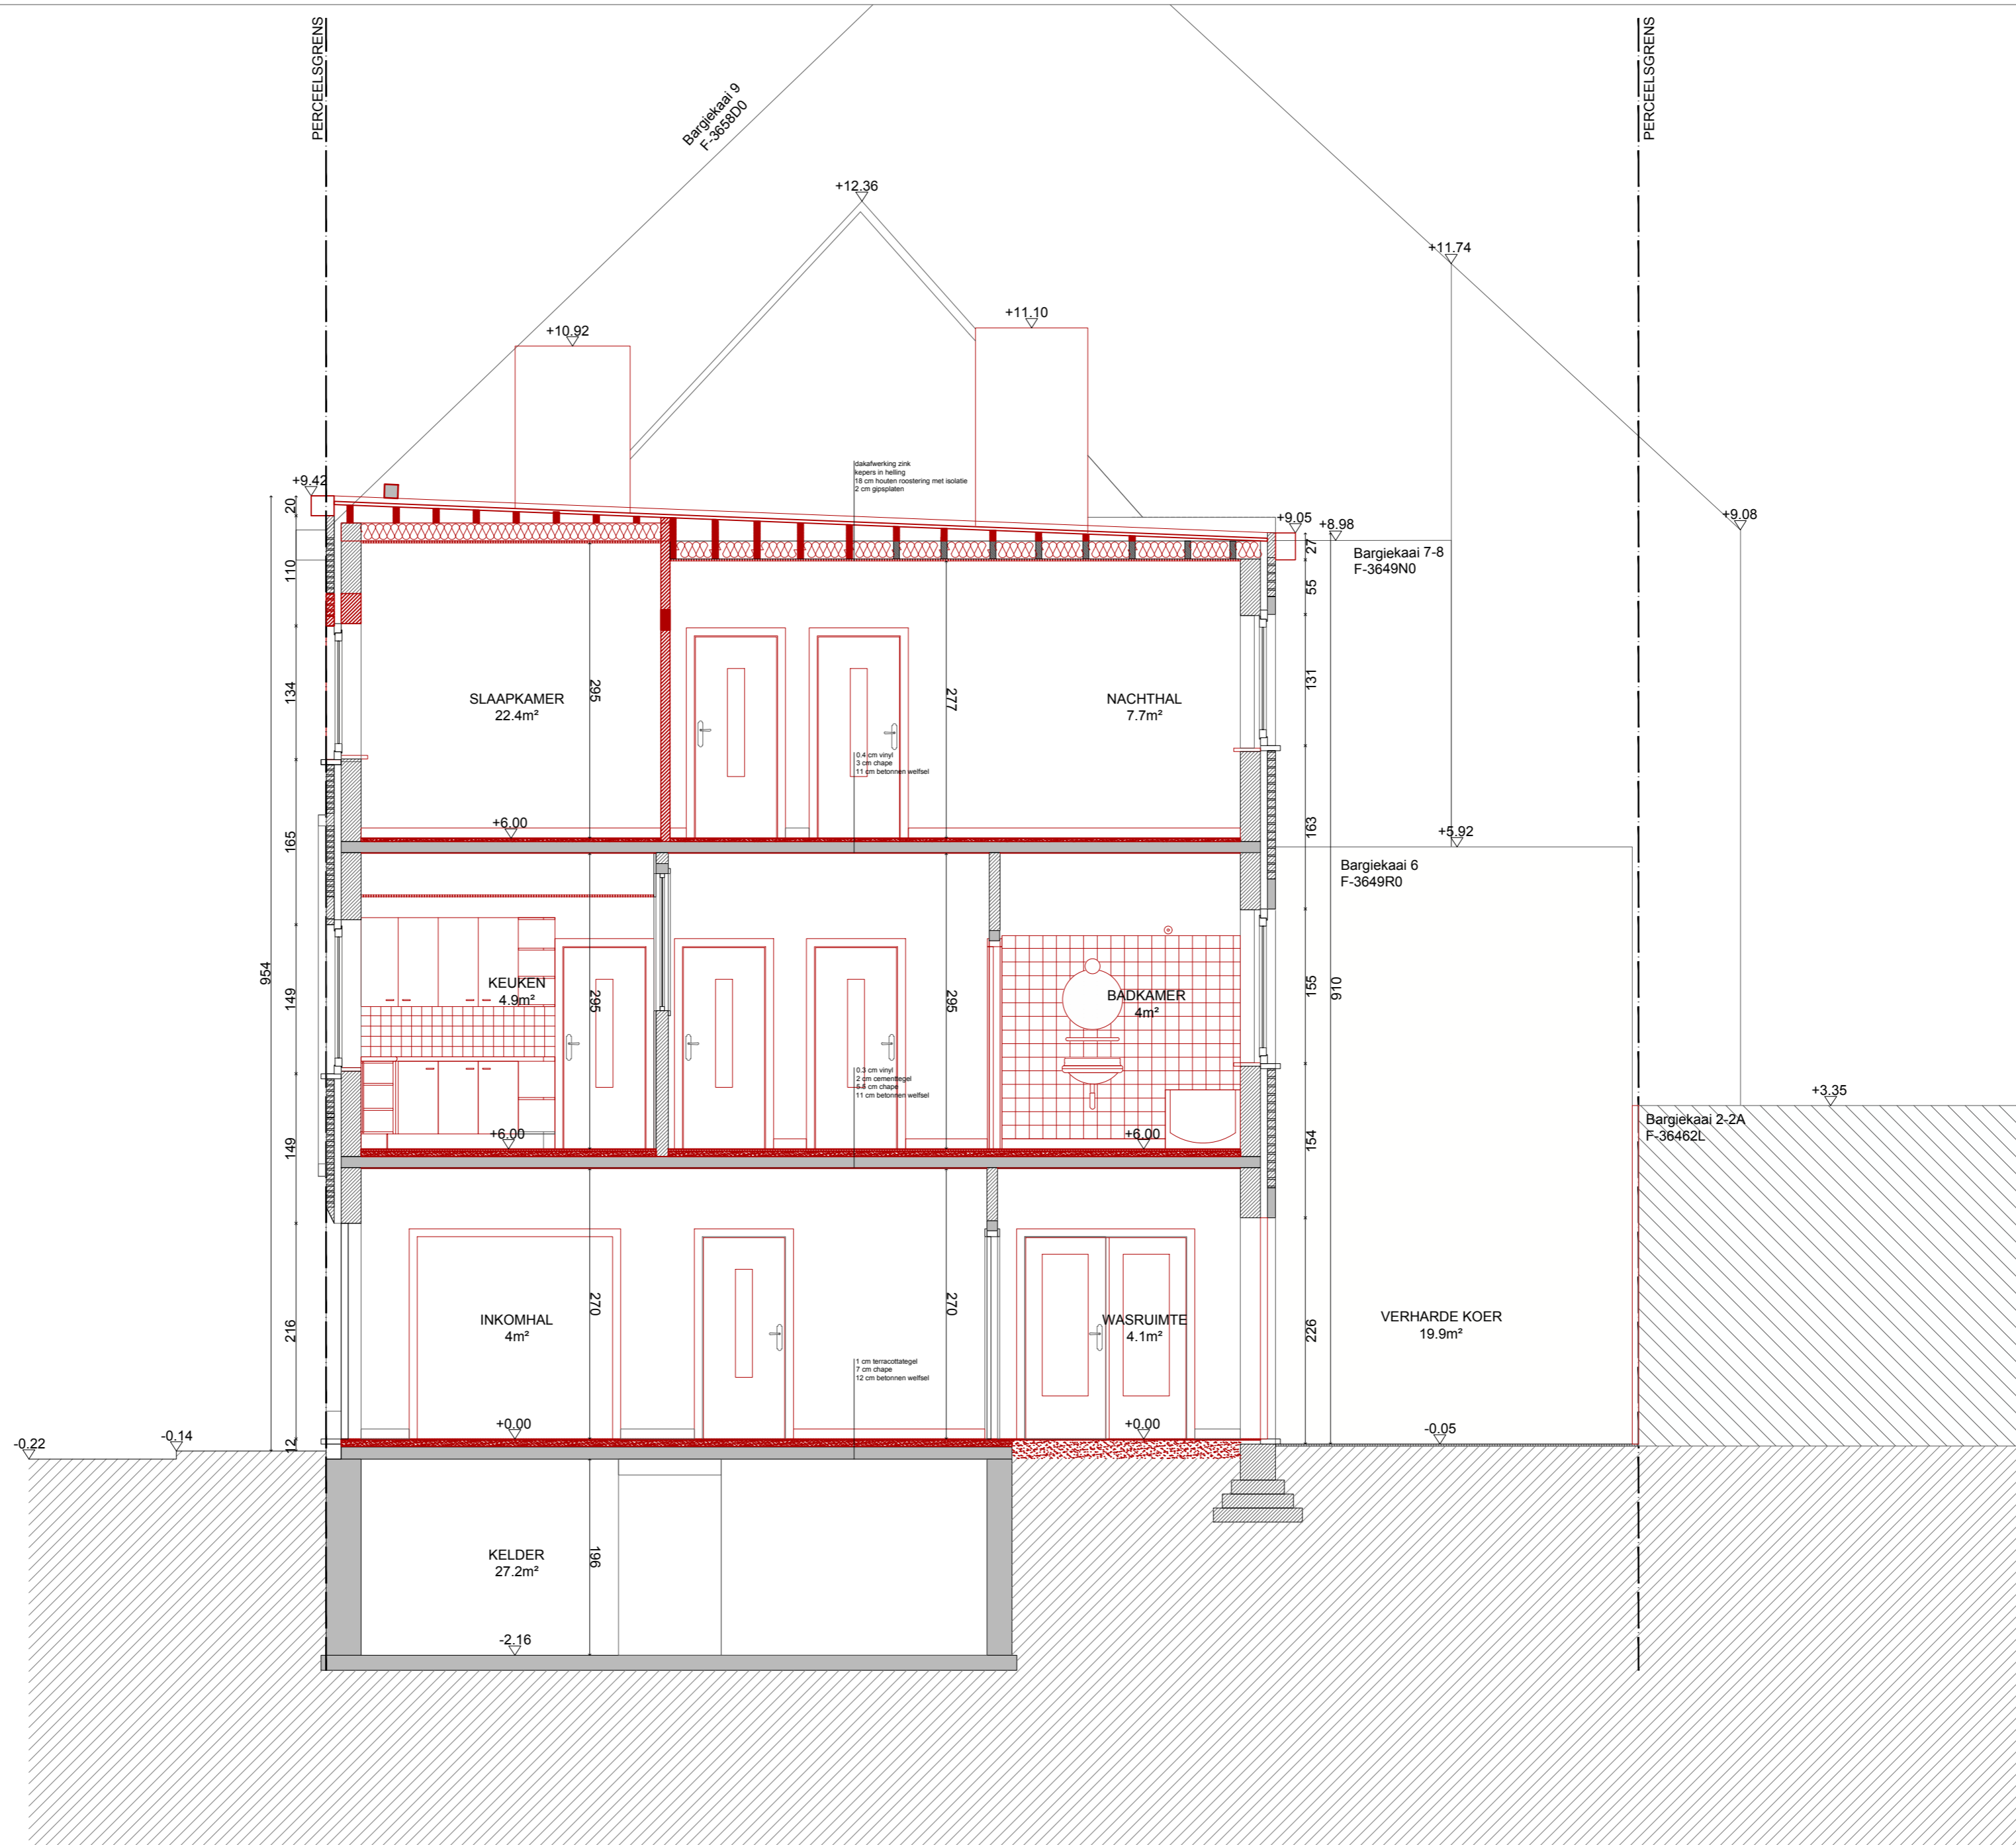 PERCEELSGRENS
PERCEELSGRENS
Bargiekaai 9
F-3658D0
+12.36
+11.74
+11.10
+10.92
dakafwerking zink
kepers in helling
18 cm houten roostering met isolatie
2 cm gipsplaten
+9.42
+9.05
+8.98
+9.08
Bargiekaai 7-8
F-3649N0
20
110
134
165
149
149
216
12
954
27
55
131
163
155
154
226
910
SLAAPKAMER
22.4m²
295
277
NACHTHAL
7.7m²
0.4 cm vinyl
3 cm chape
11 cm betonnen welfsel
+6.00
+5.92
Bargiekaai 6
F-3649R0
KEUKEN
4.9m²
295
295
BADKAMER
4m²
0.3 vinyl
2 cm cementtegel
5.5 cm chape
11 cm betonnen welfsel
+6.00
+6.00
+3.35
Bargiekaai 2-2A
F-36462L
INKOMHAL
4m²
270
270
WASRUIMTE
4.1m²
VERHARDE KOER
19.9m²
1 cm terracottategel
7 cm chape
12 cm betonnen welfsel
+0.00
+0.00
-0.05
-0.22
-0.14
KELDER
27.2m²
196
-2.16